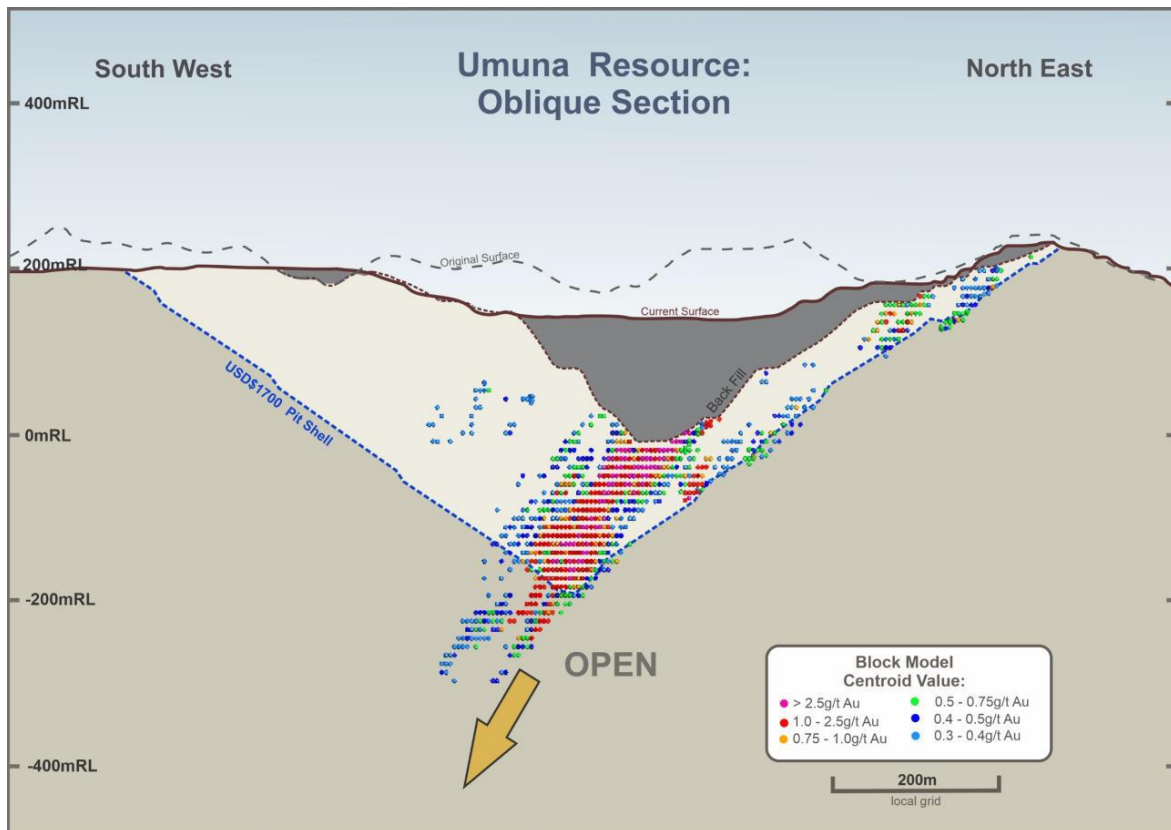 Umuna Resource:
Oblique Section
South West
North East
400mRL
Original Surface
200mRL
Current Surface
USD$1700 Pit Shell
Back Fill
0mRL
-200mRL
OPEN
Block Model
Centroid Value:
> 2.5g/t Au
0.5 - 0.75g/t Au
1.0 - 2.5g/t Au
0.4 - 0.5g/t Au
0.75 - 1.0g/t Au
0.3 - 0.4g/t Au
-400mRL
200m
local grid